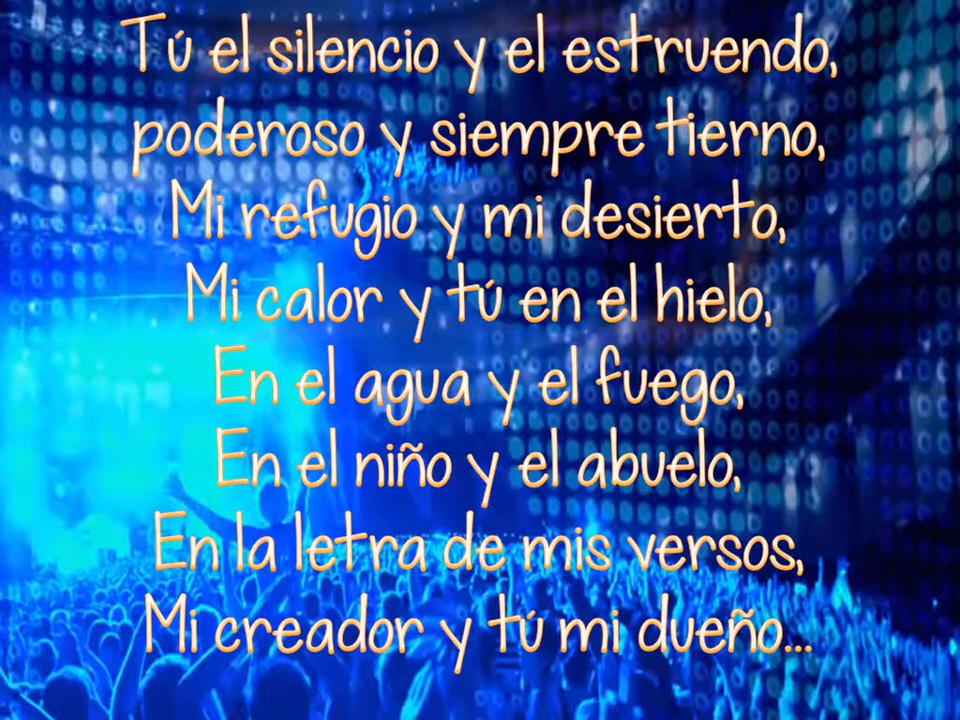 Tú el silencio y el estruendo,
poderoso y siempre tierno,
Mi refugio y mi desierto,
Mi calor y tú en el hielo,
En el agua y el fuego,
En el niño y el abuelo,
En la letra de mis versos,
Mi creador y tú mi dueño...